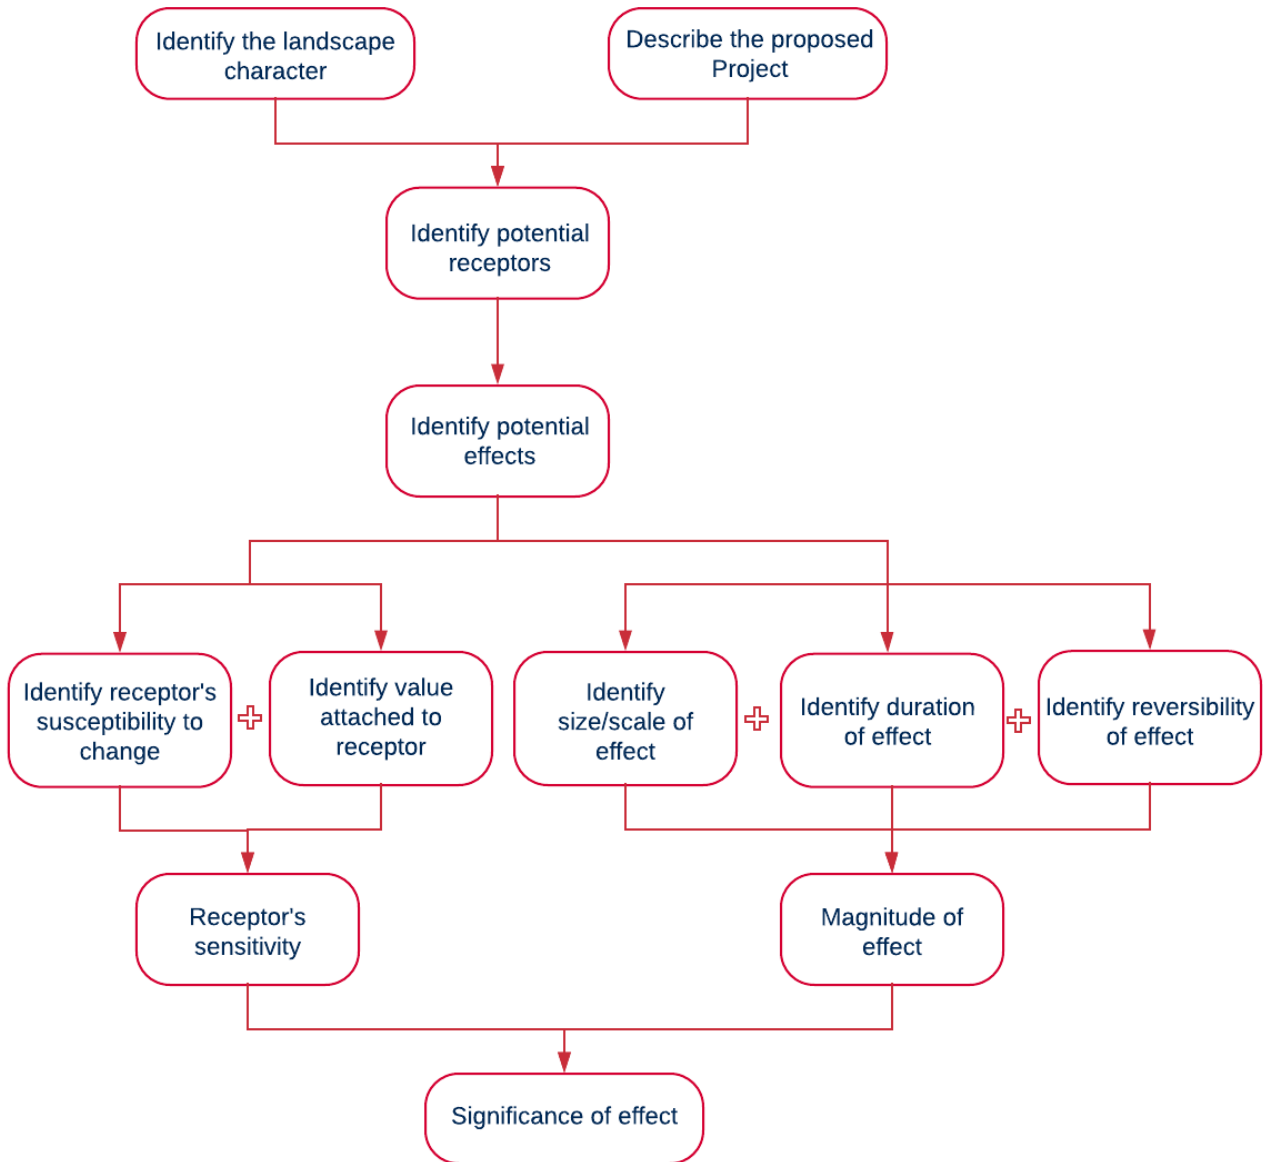 Identify the landscape
character
Describe the proposed
Project
Identify potential
receptors
Identify potential
effects
Identify receptor's
susceptibility to
change
Identify value
attached to
receptor
Identify
size/scale of
effect
Identify duration
of effect
Identify reversibility
of effect
Receptor's
sensitivity
Magnitude of
effect
Significance of effect